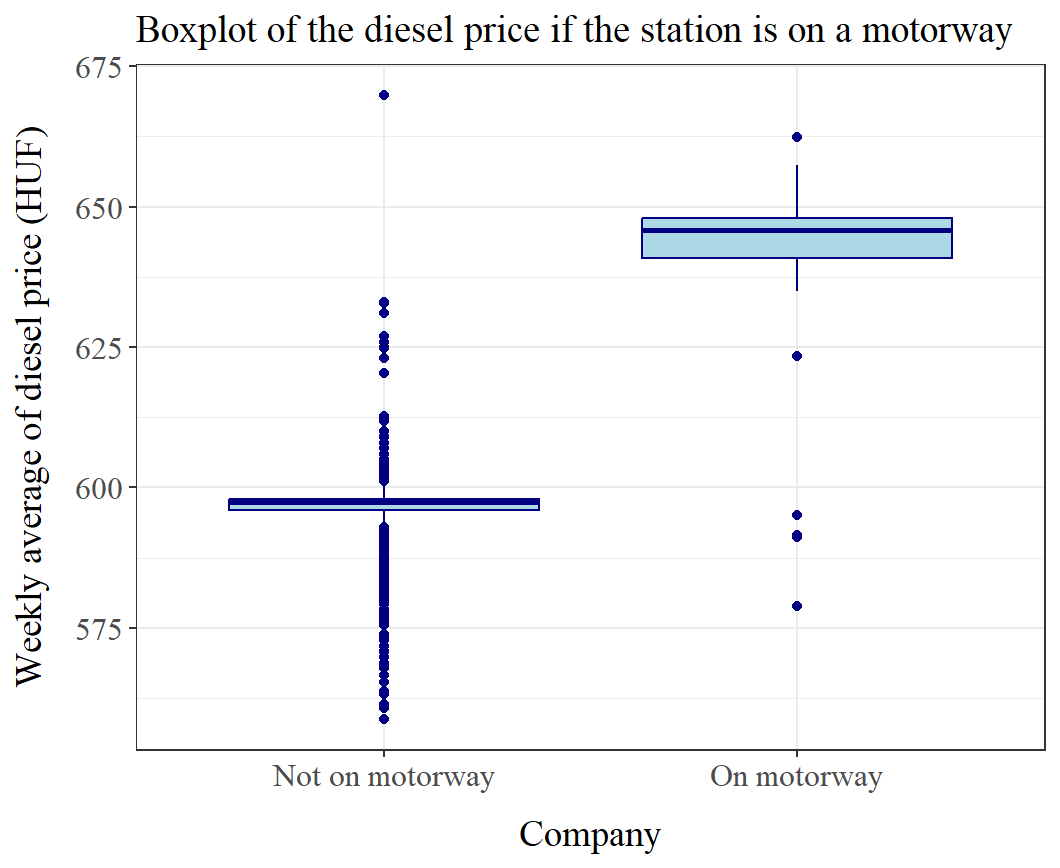 Boxplot of the diesel price if the station is on a motorway
Weekly average of diesel price (HUF)
675
650
625
600
575
Not on motorway
On motorway
Company